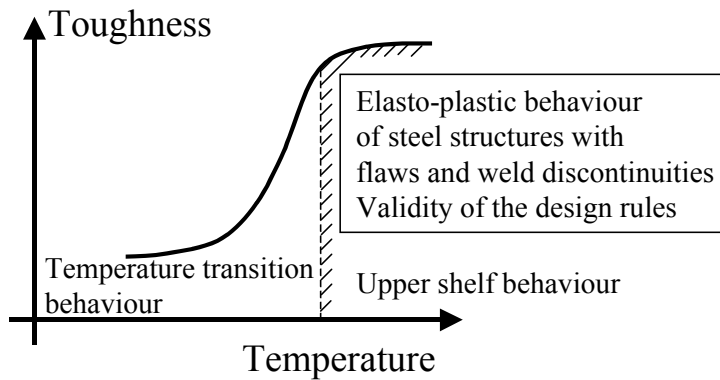 Toughness
Elasto-plastic behaviour
of steel structures with
flaws and weld discontinuities
Validity of the design rules
Temperature transition
behaviour
Upper shelf behaviour
Temperature